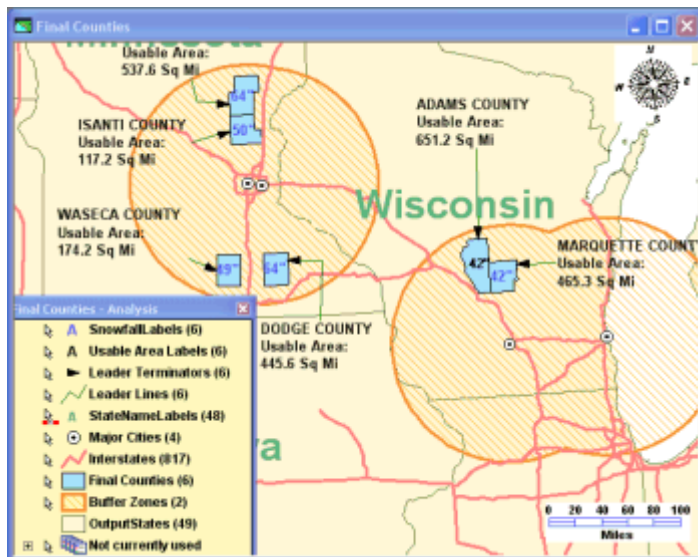 Final Counties
Minnesota
Usable Area:
537.6 Sq Mi
64"
50"
ISANTI COUNTY
Usable Area:
117.2 Sq Mi
WASECA COUNTY
Usable Area:
174.2 Sq Mi
49"
64"
DODGE COUNTY
Usable Area:
445.6 Sq Mi
ADAMS COUNTY
Usable Area:
651.2 Sq Mi
Wisconsin
42"
42"
MARQUETTE COUNT
Usable Area:
465.3 Sq Mi
N
W
E
S
va
Final Counties - Analysis
A SnowfallLabels (6)
A Usable Area Labels (6)
Leader Terminators (6)
Leader Lines (6)
StateNameLabels (48)
Major Cities (4)
Interstates (817)
Final Counties (6)
Buffer Zones (2)
OutputStates (49)
Not currently used
0 20 40 60 80 100
Miles